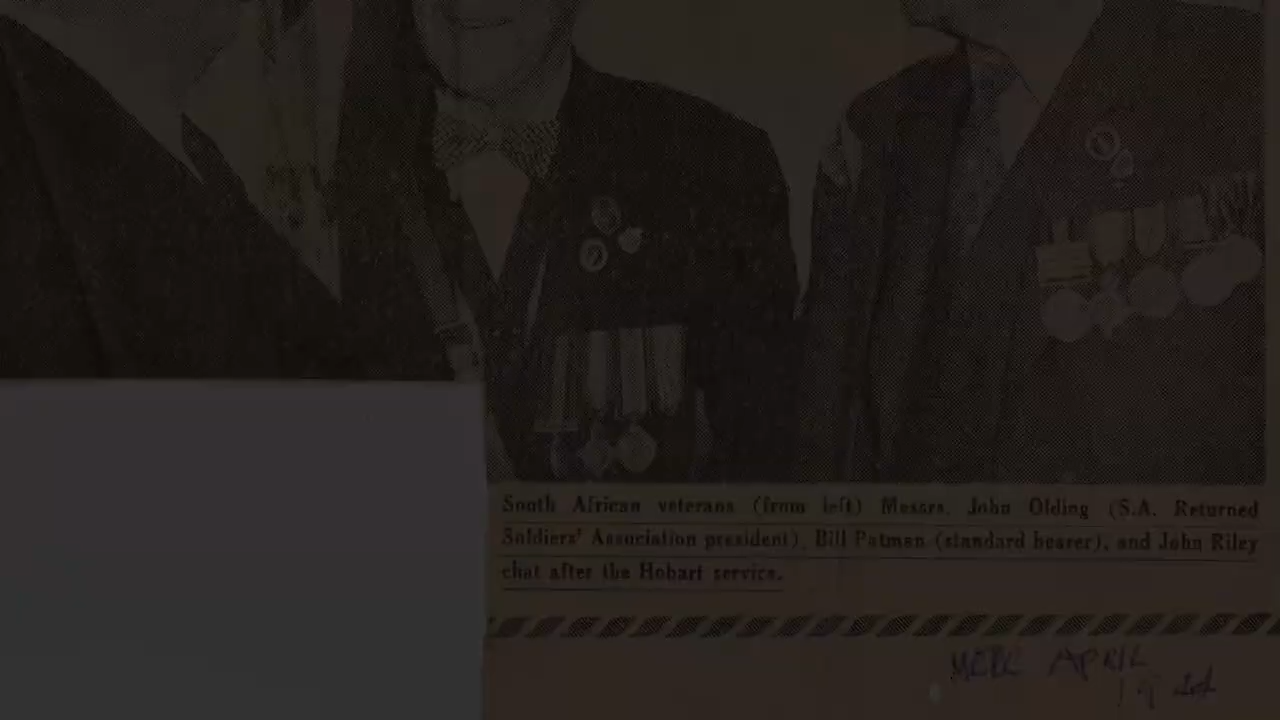 South African veterans (from left) Messrs. John Olding (S.A. Returned
Soldiers' Association president), Bill Patman (standard bearer), and John Riley
chat after the Hobart service.
MERC APRIL